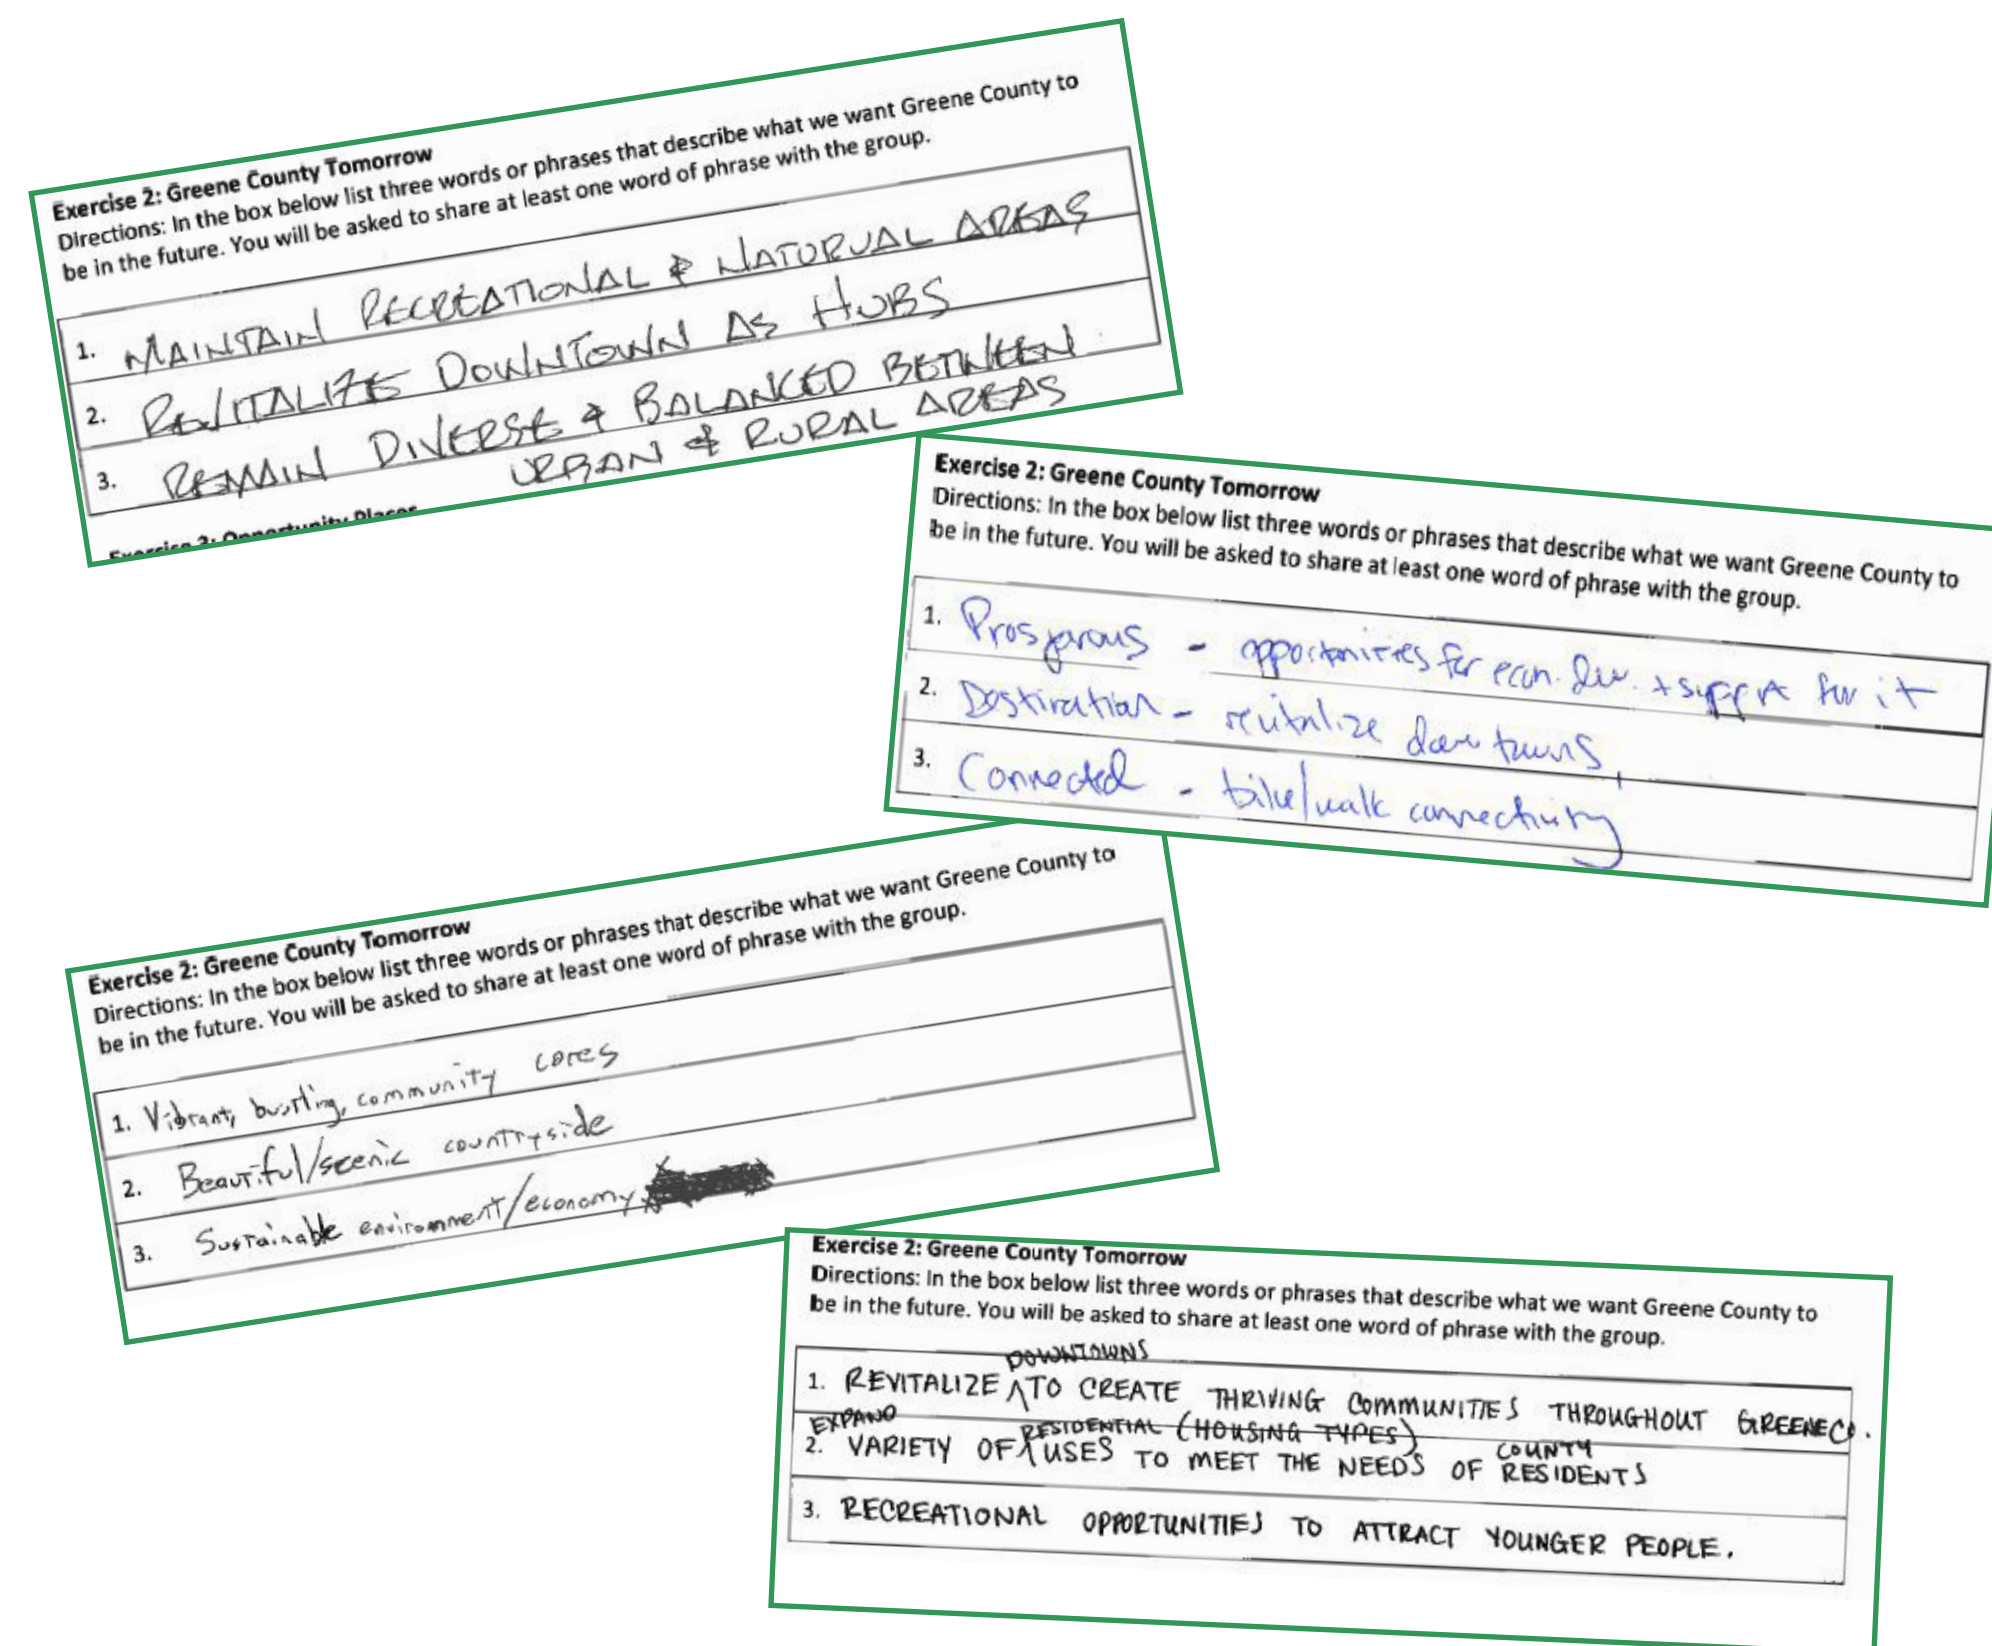 Exercise 2: Greene County Tomorrow
Directions: In the box below list three words or phrases that describe what we want Greene County to
be in the future. You will be asked to share at least one word of phrase with the group.
1. MAINTAIN RECREATIONAL & NATURUAL AREAS
2. REVITALIZE DOWNTOWN AS HUBS
3. REMAIN DIVERSE & BALANCED BETWEEN
URBAN & RURAL AREAS
Exercise 3: Opportunity Places
Exercise 2: Greene County Tomorrow
Directions: In the box below list three words or phrases that describe what we want Greene County to
be in the future. You will be asked to share at least one word of phrase with the group.
1. Prosperous - opportunities for econ. dev. + support for it
2. Destination - revitalize downtowns,
3. Connected - bike/walk connectivity
Exercise 2: Greene County Tomorrow
Directions: In the box below list three words or phrases that describe what we want Greene County to
be in the future. You will be asked to share at least one word of phrase with the group.
1. Vibrant, bustling, community cores
2. Beautiful/scenic countryside
3. Sustainable environment/economy
Exercise 2: Greene County Tomorrow
Directions: In the box below list three words or phrases that describe what we want Greene County to
be in the future. You will be asked to share at least one word of phrase with the group.
DOWNTOWNS
1. REVITALIZE ^ TO CREATE THRIVING COMMUNITIES THROUGHOUT GREENE CO.
EXPAND RESIDENTIAL (HOUSING TYPES) COUNTY
2. VARIETY OF ^ USES TO MEET THE NEEDS OF RESIDENTS
3. RECREATIONAL OPPORTUNITIES TO ATTRACT YOUNGER PEOPLE.